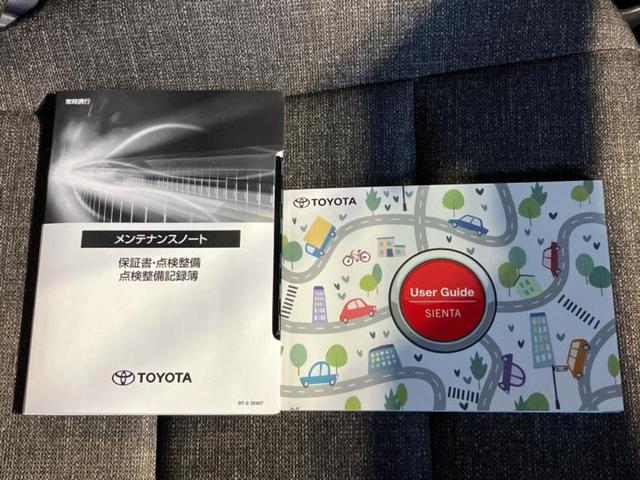 常時携行
メンテナンスノート
保証書・点検整備
点検整備記録簿
TOYOTA
TOYOTA
User Guide
SIENTA